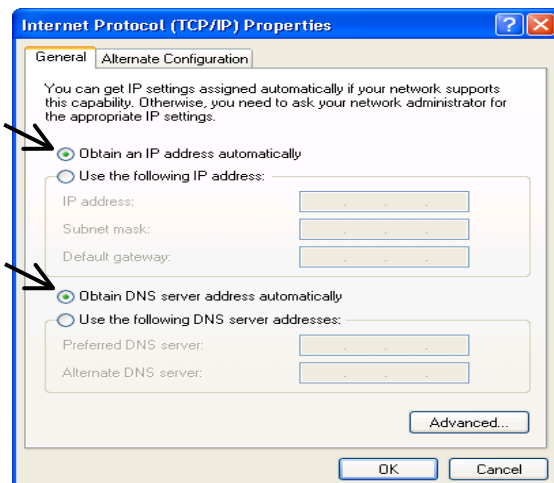 Internet Protocol (TCP/IP) Properties
General
Alternate Configuration
You can get IP settings assigned automatically if your network supports
this capability. Otherwise, you need to ask your network administrator for
the appropriate IP settings.
Obtain an IP address automatically
Use the following IP address:
IP address:
Subnet mask:
Default gateway:
Obtain DNS server address automatically
Use the following DNS server addresses:
Preferred DNS server:
Alternate DNS server:
Advanced...
OK
Cancel